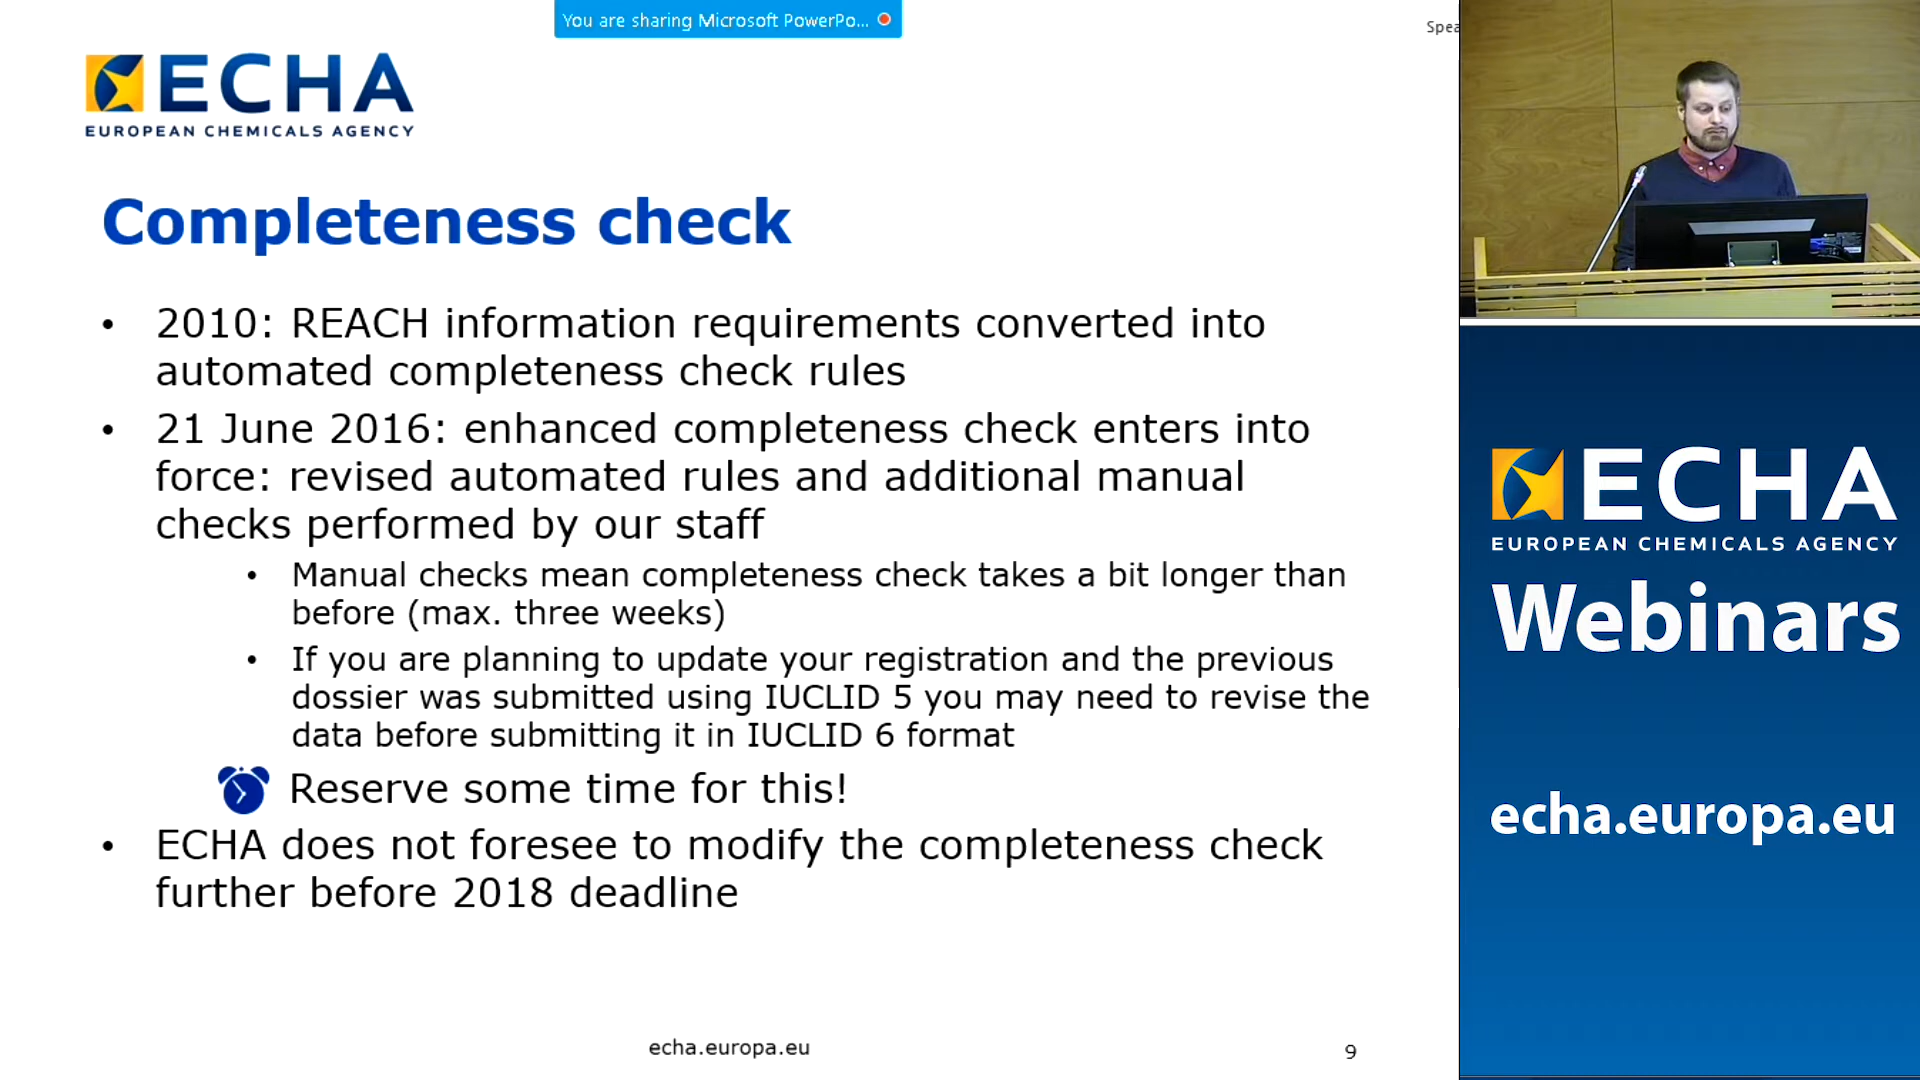 You are sharing Microsoft PowerPo...
Spea
ECHA
EUROPEAN CHEMICALS AGENCY
Completeness check
• 2010: REACH information requirements converted into
automated completeness check rules
• 21 June 2016: enhanced completeness check enters into
force: revised automated rules and additional manual
checks performed by our staff
• Manual checks mean completeness check takes a bit longer than
before (max. three weeks)
• If you are planning to update your registration and the previous
dossier was submitted using IUCLID 5 you may need to revise the
data before submitting it in IUCLID 6 format
Reserve some time for this!
• ECHA does not foresee to modify the completeness check
further before 2018 deadline
echa.europa.eu
9
ECHA
EUROPEAN CHEMICALS AGENCY
Webinars
echa.europa.eu